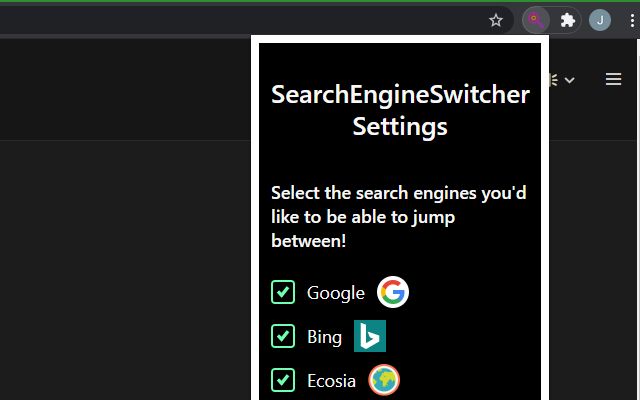 J
SearchEngineSwitcher
Settings
Select the search engines you'd
like to be able to jump
between!
Google
Bing
Ecosia